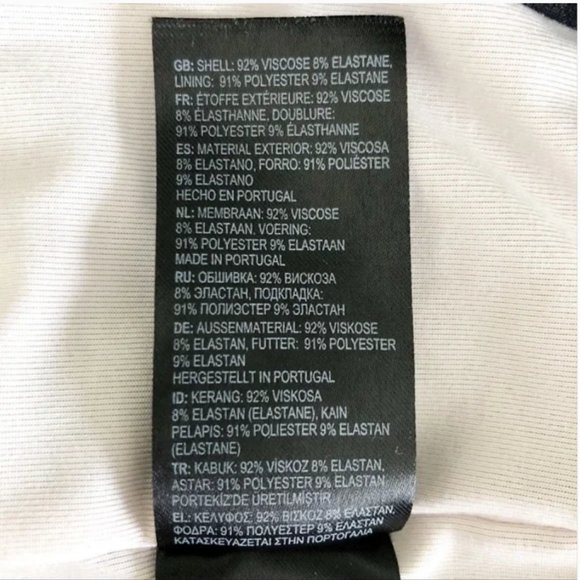 GB: SHELL: 92% VISCOSE 8% ELASTANE,
LINING: 91% POLYESTER 9% ELASTANE
FR: ÉTOFFE EXTÉRIEURE: 92% VISCOSE
8% ÉLASTHANNE, DOUBLURE:
91% POLYESTER 9% ÉLASTHANNE
ES: MATERIAL EXTERIOR: 92% VISCOSA
8% ELASTANO, FORRO: 91% POLIÉSTER
9% ELASTANO
HECHO EN PORTUGAL
NL: MEMBRAAN: 92% VISCOSE
8% ELASTAAN, VOERING:
91% POLYESTER 9% ELASTAAN
MADE IN PORTUGAL
RU: ОБШИВКА: 92% ВИСКОЗА
8% ЭЛАСТАН, ПОДКЛАДКА:
91% ПОЛИЭСТЕР 9% ЭЛАСТАН
DE: AUSSENMATERIAL: 92% VISKOSE
8% ELASTAN, FUTTER: 91% POLYESTER
9% ELASTAN
HERGESTELLT IN PORTUGAL
ID: KERANG: 92% VISKOSA
8% ELASTAN (ELASTANE), KAIN
PELAPIS: 91% POLIESTER 9% ELASTAN
(ELASTANE)
TR: KABUK: 92% VİSKOZ 8% ELASTAN,
ASTAR: 91% POLYESTER 9% ELASTAN
PORTEKİZ'DE ÜRETİLMİŞTİR
EL: ΚΕΛΥΦΟΣ: 92% ΒΙΣΚΟΖ 8% ΕΛΑΣΤΑΝ,
ΦΟΔΡΑ: 91% ΠΟΛΥΕΣΤΕΡ 9% ΕΛΑΣΤΑΝ
ΚΑΤΑΣΚΕΥΑΖΕΤΑΙ ΣΤΗΝ ΠΟΡΤΟΓΑΛΙΑ